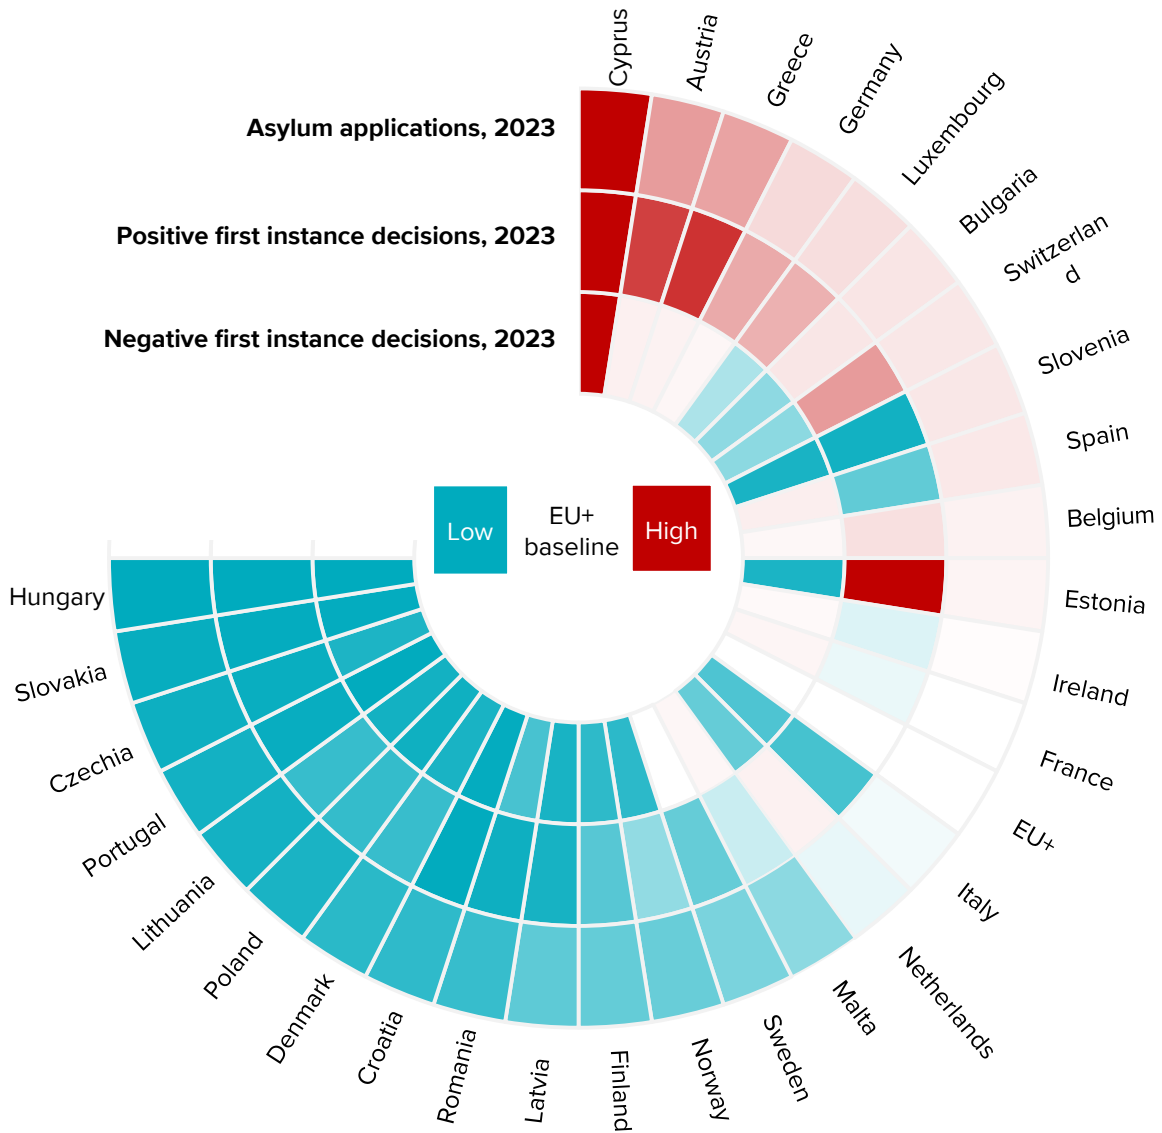 Asylum applications, 2023
Positive first instance decisions, 2023
Negative first instance decisions, 2023
Cyprus
Austria
Greece
Germany
Luxembourg
Bulgaria
Switzerlan
d
Slovenia
Spain
Belgium
Estonia
Ireland
France
EU+
Italy
Netherlands
Malta
Sweden
Norway
Finland
Latvia
Romania
Croatia
Denmark
Poland
Lithuania
Portugal
Czechia
Slovakia
Hungary
Low
EU+
baseline
High